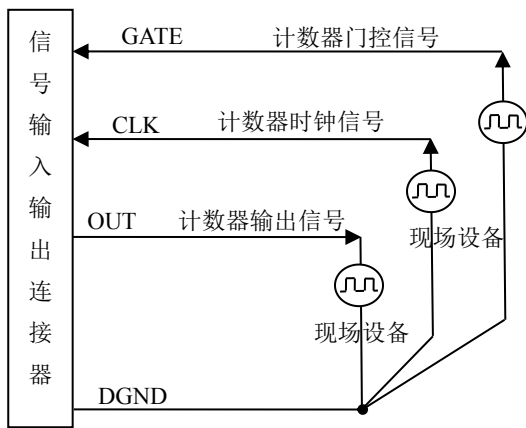 信号输入输出连接器
GATE 计数器门控信号
CLK 计数器时钟信号
OUT 计数器输出信号
现场设备
现场设备
DGND